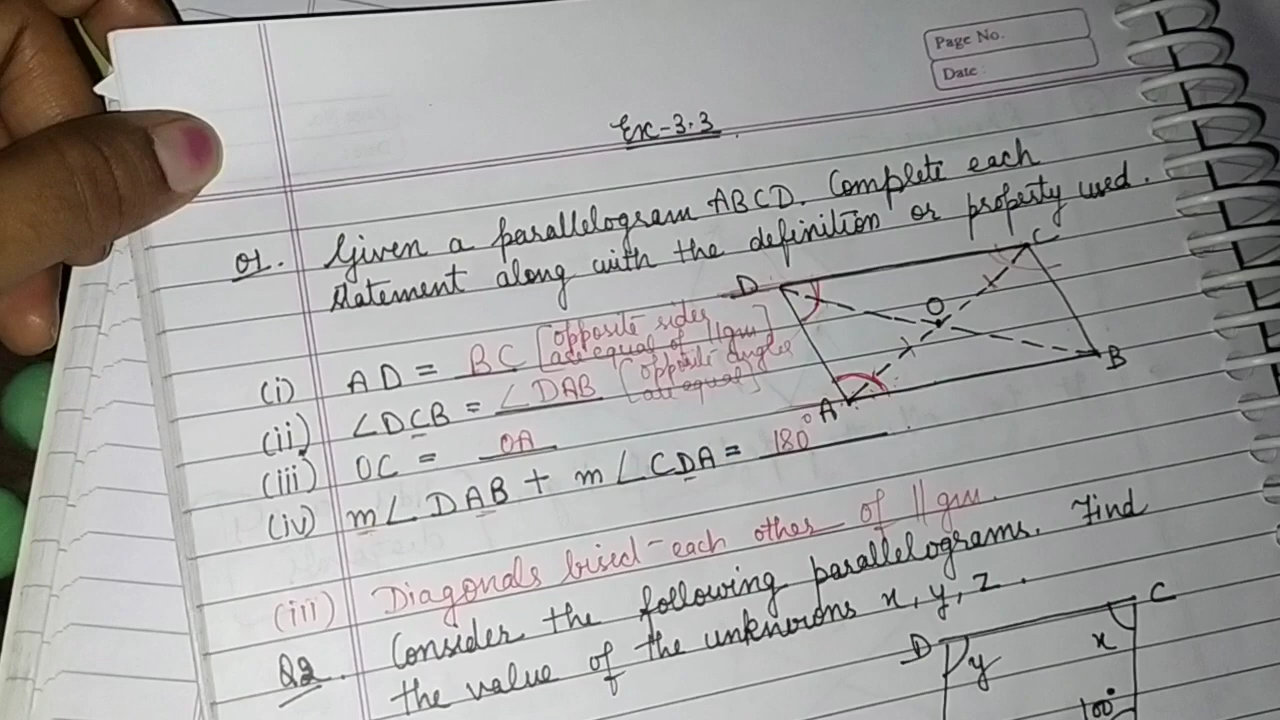 Page No.
Date :
Ex-3.3.
Q1. Given a parallelogram ABCD. Complete each
statement along with the definition or property used.
(i) AD = BC [opposite sides
are equal of ||gm]
(ii) ∠DCB = ∠DAB [opposite angles
are equal]
(iii) OC = OA
(iv) m∠DAB + m∠CDA = 180°.
D
C
O
A
B
(iii) Diagonals bisect each other of ||gm.
Q2. Consider the following parallelograms. Find
the value of the unknowns x, y, z.
D
C
y
x
100°